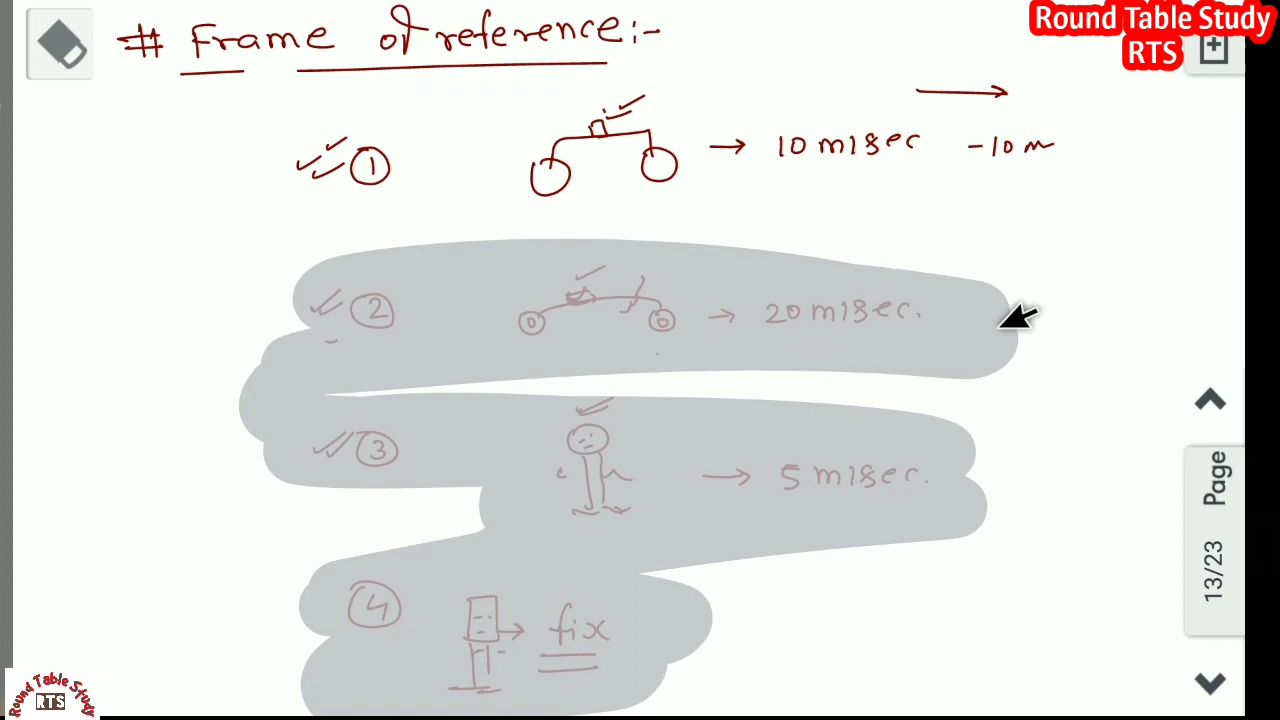 # Frame of reference:-
Round Table Study
RTS
1 → 10 m/sec -10 m
2 → 20 m/sec.
3 → 5 m/sec.
4 → fix
Page
13/23
Round Table Study
RTS